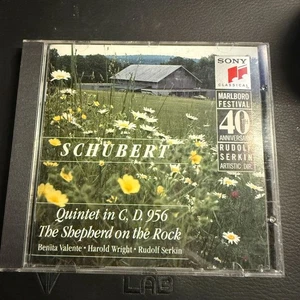 SONY
CLASSICAL
MARLBORO
FESTIVAL
40
ANNIVERSARY
RUDOLF
SERKIN
ARTISTIC DIR.
SCHUBERT
Quintet in C, D. 956
The Shepherd on the Rock
Benita Valente · Harold Wright · Rudolf Serkin
LAB